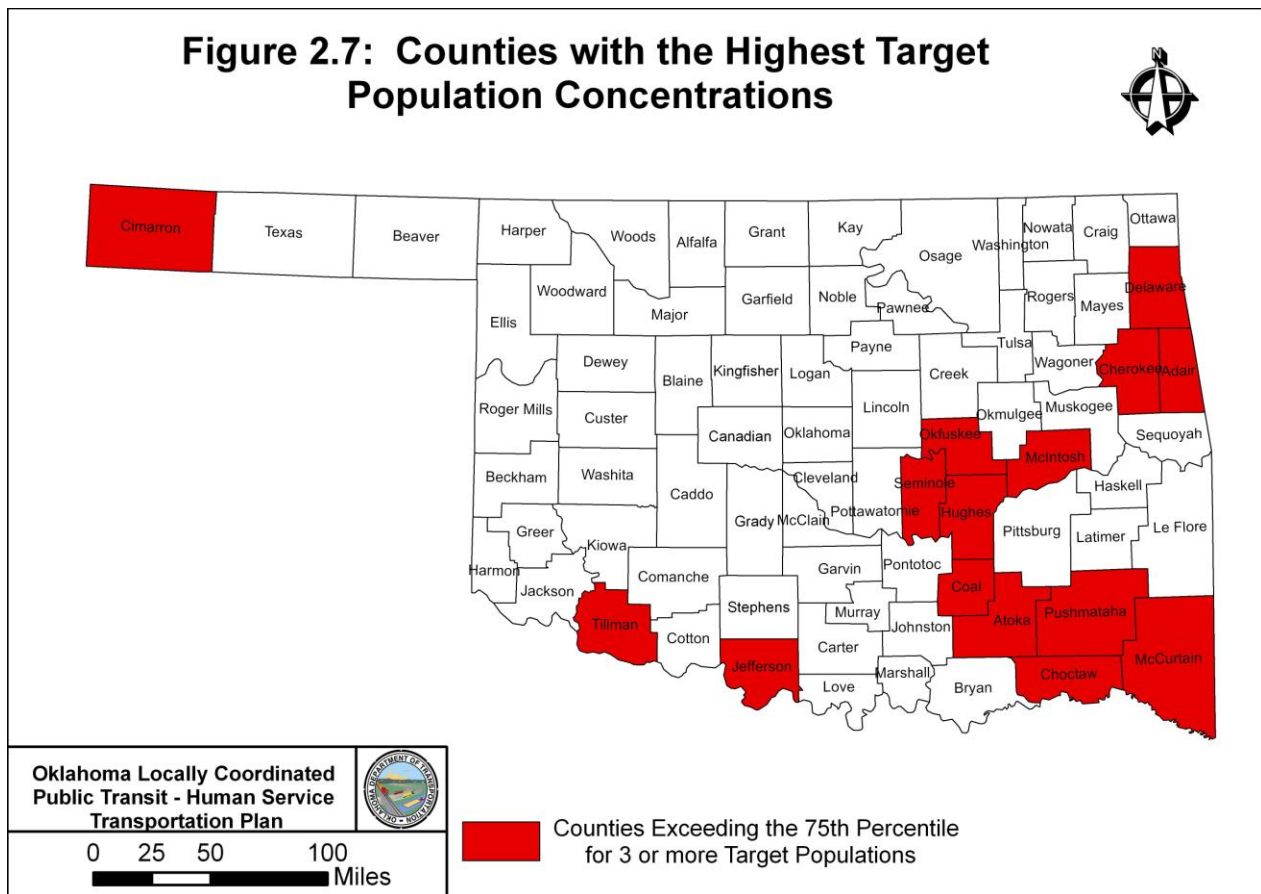 Figure 2.7: Counties with the Highest Target
Population Concentrations
N
Cimarron
Texas
Beaver
Harper
Woods
Alfalfa
Grant
Kay
Osage
Washington
Nowata
Craig
Ottawa
Delaware
Woodward
Ellis
Major
Garfield
Noble
Pawnee
Rogers
Mayes
Tulsa
Payne
Wagoner
Cherokee
Adair
Dewey
Blaine
Kingfisher
Logan
Creek
Lincoln
Okmulgee
Muskogee
Roger Mills
Custer
Canadian
Oklahoma
Okfuskee
Sequoyah
McIntosh
Beckham
Washita
Caddo
Cleveland
Seminole
Haskell
Grady
McClain
Pottawatomie
Hughes
Pittsburg
Latimer
Le Flore
Greer
Kiowa
Harmon
Jackson
Comanche
Garvin
Pontotoc
Coal
Stephens
Murray
Johnston
Atoka
Pushmataha
Tillman
Cotton
Carter
McCurtain
Jefferson
Love
Marshall
Bryan
Choctaw
Oklahoma Locally Coordinated
Public Transit - Human Service
Transportation Plan
OKLAHOMA DEPARTMENT OF TRANSPORTATION
0 25 50 100
Miles
Counties Exceeding the 75th Percentile
for 3 or more Target Populations